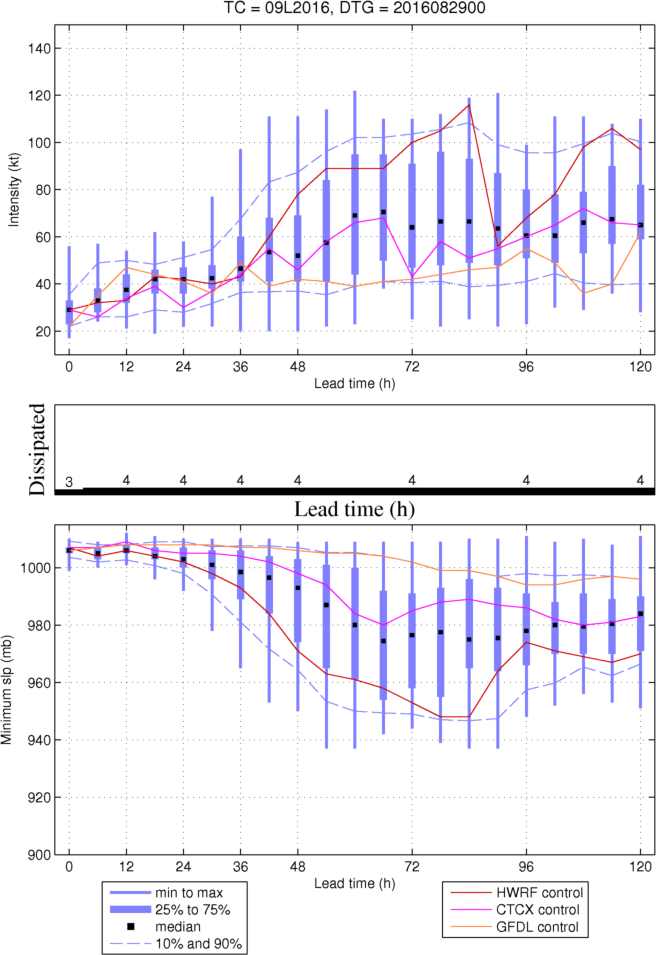 TC = 09L2016, DTG = 2016082900
140
120
100
80
60
40
20
Intensity (kt)
0 12 24 36 48 72 96 120
Lead time (h)
Dissipated
3 4 4 4 4 4 4 4
Lead time (h)
1000
980
960
940
920
900
Minimum slp (mb)
0 12 24 36 48 72 96 120
Lead time (h)
min to max
25% to 75%
median
10% and 90%
HWRF control
CTCX control
GFDL control